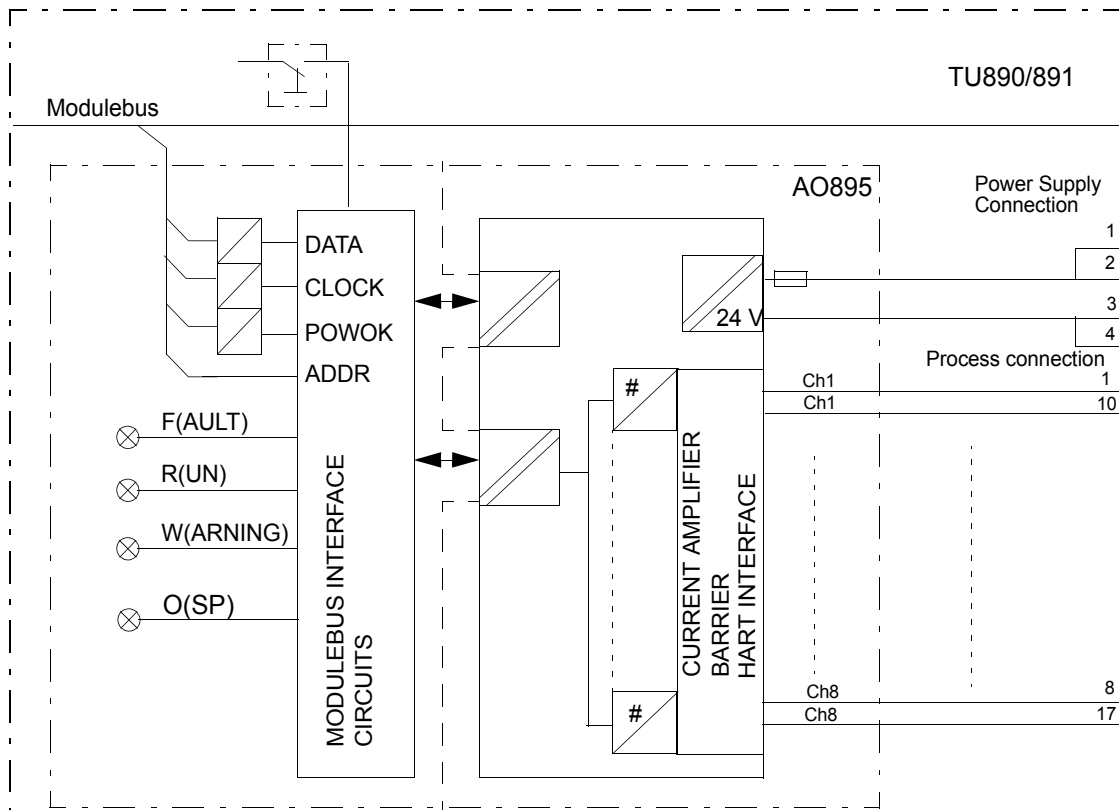 TU890/891
Modulebus
AO895
Power Supply
Connection
1
2
3
4
DATA
CLOCK
POWOK
ADDR
24 V
Process connection
Ch1
1
Ch1
10
#
F(AULT)
R(UN)
W(ARNING)
O(SP)
MODULEBUS INTERFACE
CIRCUITS
CURRENT AMPLIFIER
BARRIER
HART INTERFACE
#
Ch8
8
Ch8
17